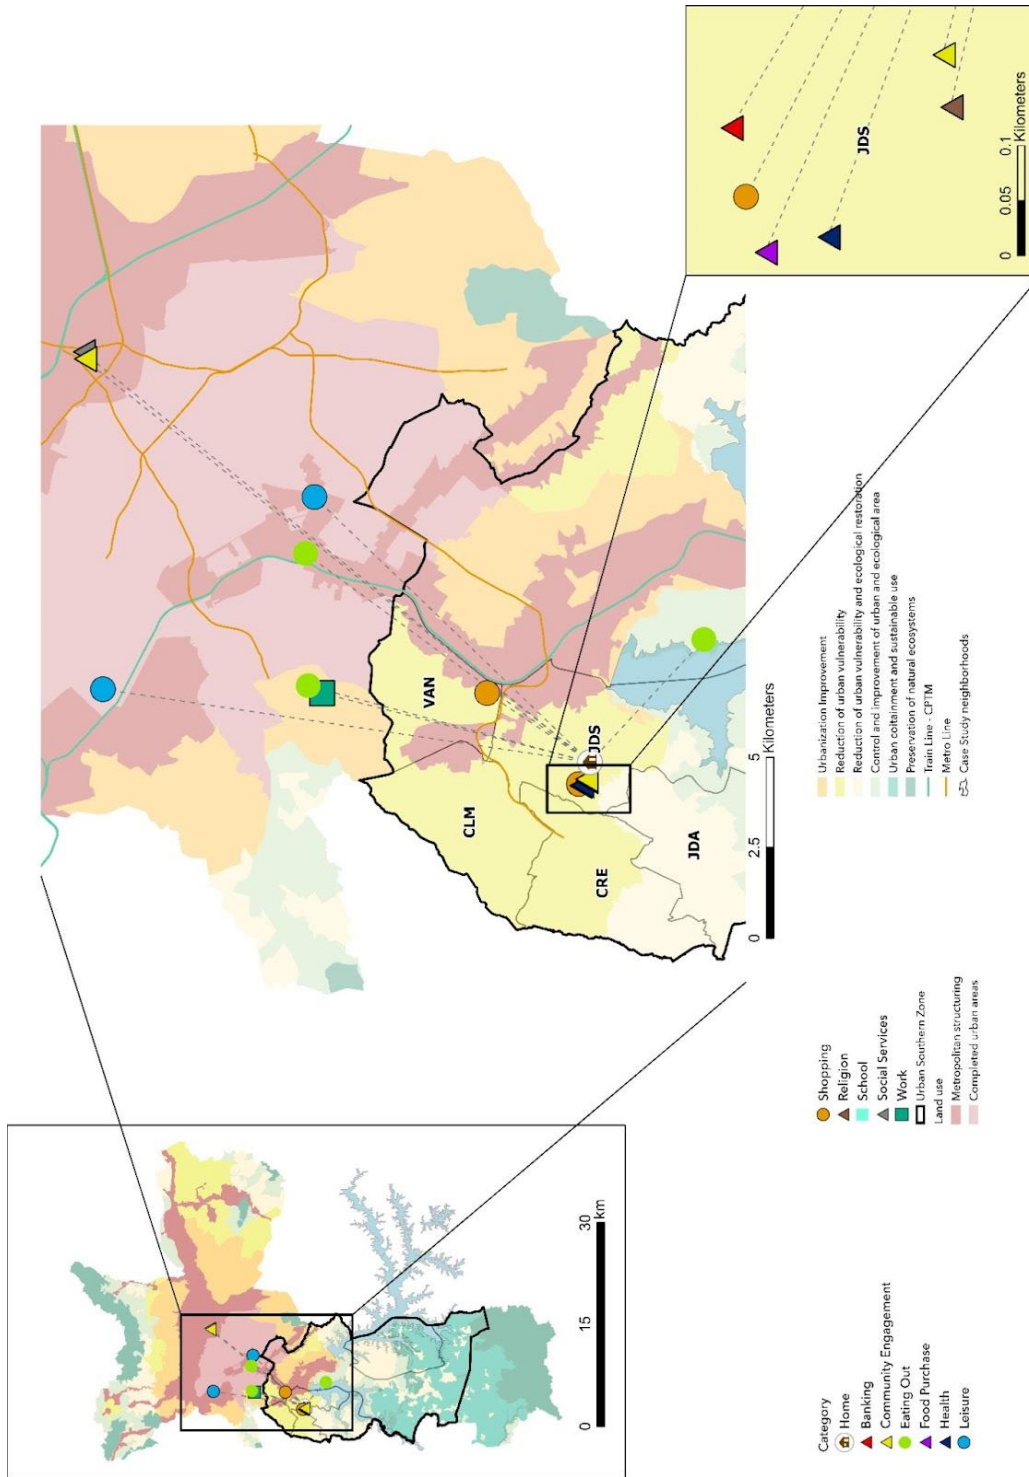 0 15 30
km
VAN
CLM
JDS
CRE
JDA
0 2.5 5
Kilometers
JDS
0 0.05 0.1
Kilometers
Category
Home
Banking
Community Engagement
Eating Out
Food Purchase
Health
Leisure
Shopping
Religion
School
Social Services
Work
Urban Southern Zone
Land use
Metropolitan structuring
Completed urban areas
Urbanization Improvement
Reduction of urban vulnerability
Reduction of urban vulnerability and ecological restoration
Control and improvement of urban and ecological area
Urban coitainment and sustainable use
Preservation of natural ecosystems
Train Line - CPTM
Metro Line
Case Study neighborhoods